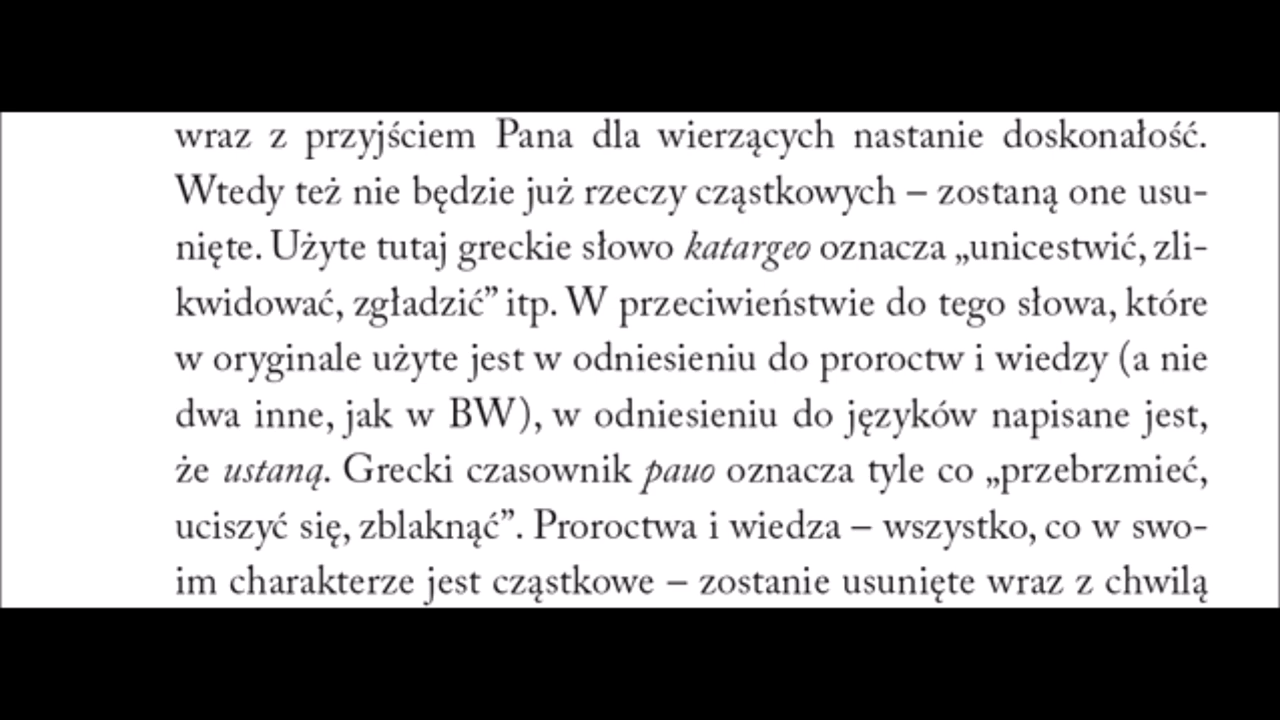 wraz z przyjściem Pana dla wierzących nastanie doskonałość.
Wtedy też nie będzie już rzeczy cząstkowych – zostaną one usu-
nięte. Użyte tutaj greckie słowo katargeo oznacza „unicestwić, zli-
kwidować, zgładzić” itp. W przeciwieństwie do tego słowa, które
w oryginale użyte jest w odniesieniu do proroctw i wiedzy (a nie
dwa inne, jak w BW), w odniesieniu do języków napisane jest,
że ustaną. Grecki czasownik pauo oznacza tyle co „przebrzmieć,
uciszyć się, zblaknąć”. Proroctwa i wiedza – wszystko, co w swo-
im charakterze jest cząstkowe – zostanie usunięte wraz z chwilą